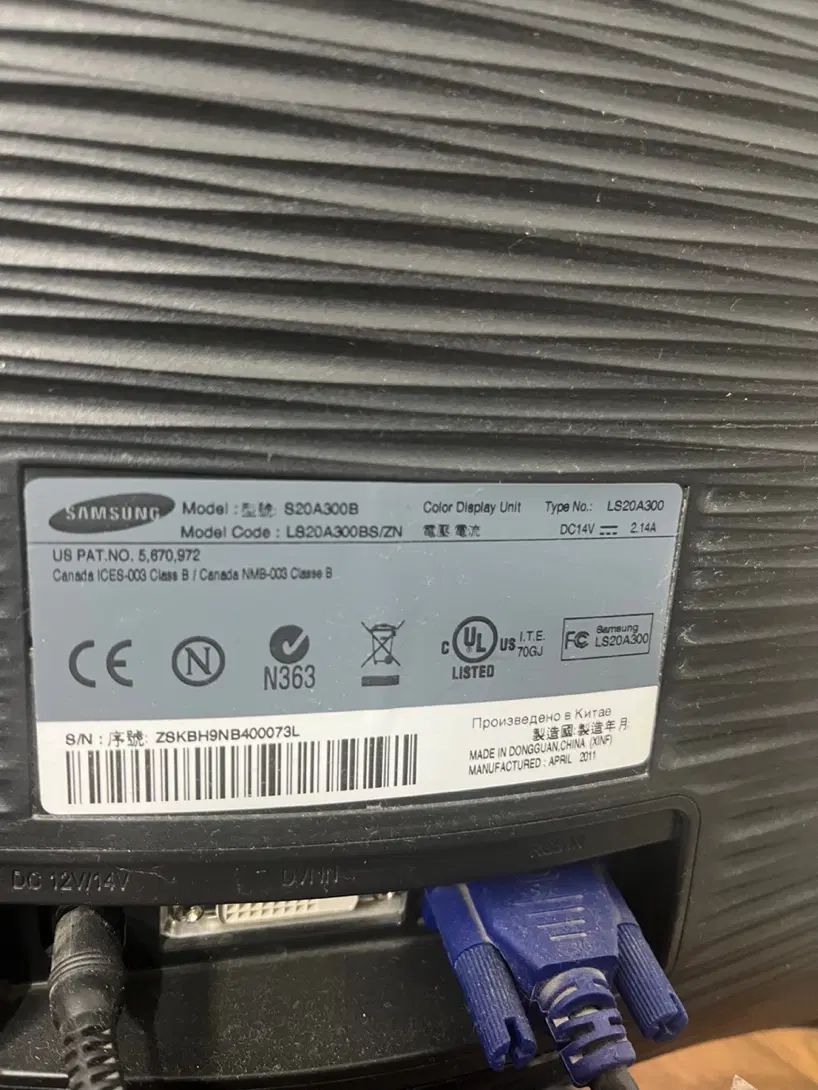 SAMSUNG
Model : 型號: S20A300B
Color Display Unit
Type No.: LS20A300
Model Code : LS20A300BS/ZN
電壓 電流
DC14V 2.14A
US PAT.NO. 5,670,972
Canada ICES-003 Class B / Canada NMB-003 Classe B
CE
N
N363
C UL US
LISTED
I.T.E.
70GJ
FC
Samsung
LS20A300
S/N : 序號: ZSKBH9NB400073L
Произведено в Китае
製造國:製造年月:
MADE IN DONGGUAN,CHINA (XINF)
MANUFACTURED : APRIL 2011
DC 12V/14V
DVI IN